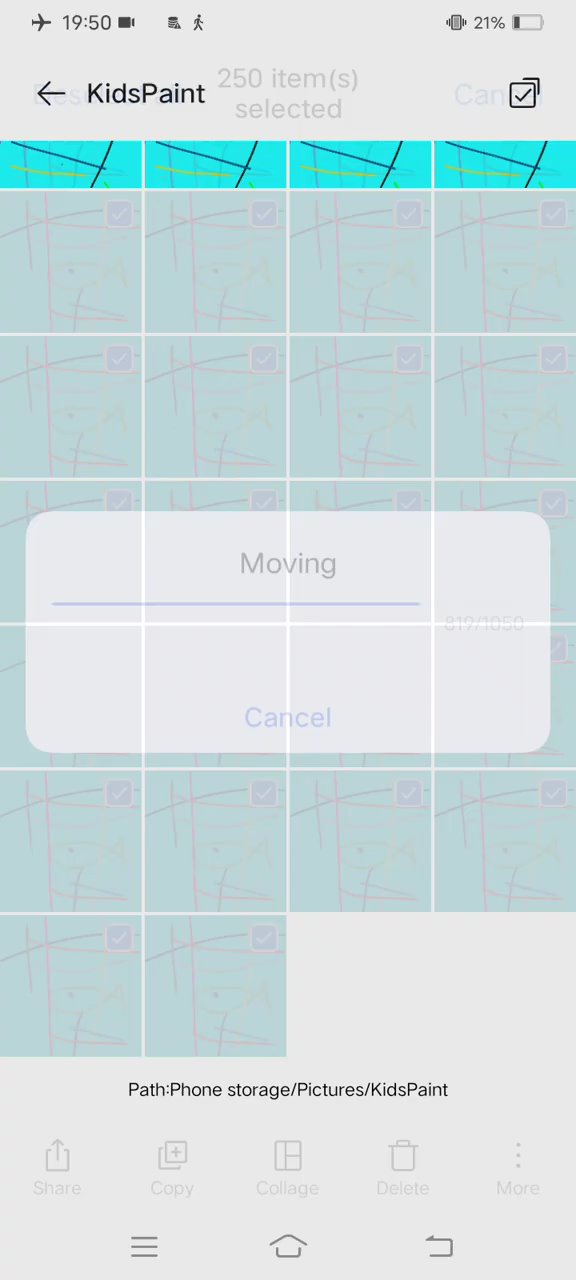 19:50
21%
KidsPaint
250 item(s)
selected
Cancel
Moving
819/1050
Cancel
Path:Phone storage/Pictures/KidsPaint
Share Copy Collage Delete More